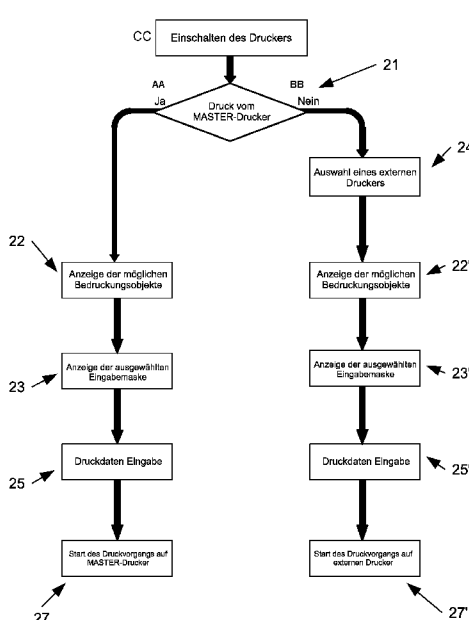 CC Einschalten des Druckers
21
AA BB
Ja Nein
Druck vom
MASTER-Drucker
24
Auswahl eines externen
Druckers
22 22'
Anzeige der möglichen
Bedruckungsobjekte
Anzeige der möglichen
Bedruckungsobjekte
23 23'
Anzeige der ausgewählten
Eingabemaske
Anzeige der ausgewählten
Eingabemaske
25 25'
Druckdaten Eingabe
Druckdaten Eingabe
Start des Druckvorgangs auf
MASTER-Drucker
Start des Druckvorgangs auf
externen Drucker
27 27'